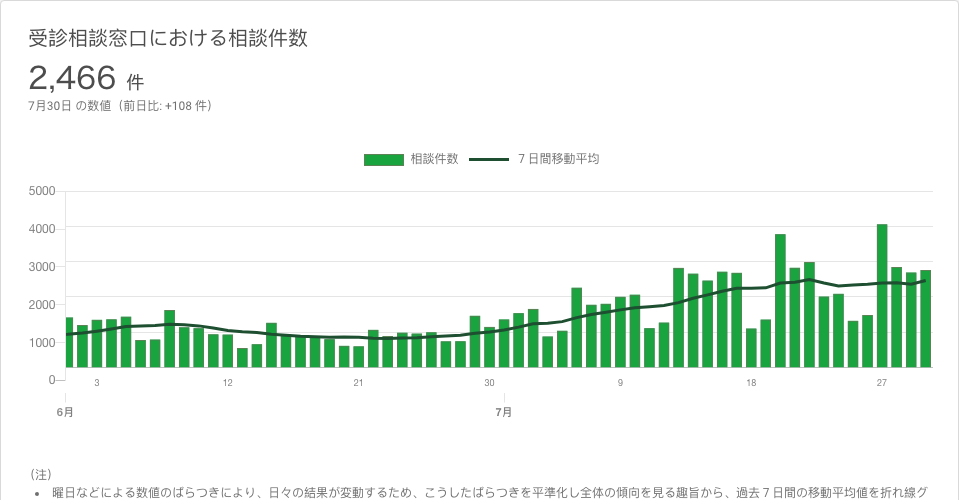 受診相談窓口における相談件数
2,466 件
7月30日 の数値（前日比: +108 件）
相談件数 7日間移動平均
5000
4000
3000
2000
1000
0
3 12 21 30 9 18 27
6月 7月
（注）
• 曜日などによる数値のばらつきにより、日々の結果が変動するため、こうしたばらつきを平準化し全体の傾向を見る趣旨から、過去７日間の移動平均値を折れ線グ